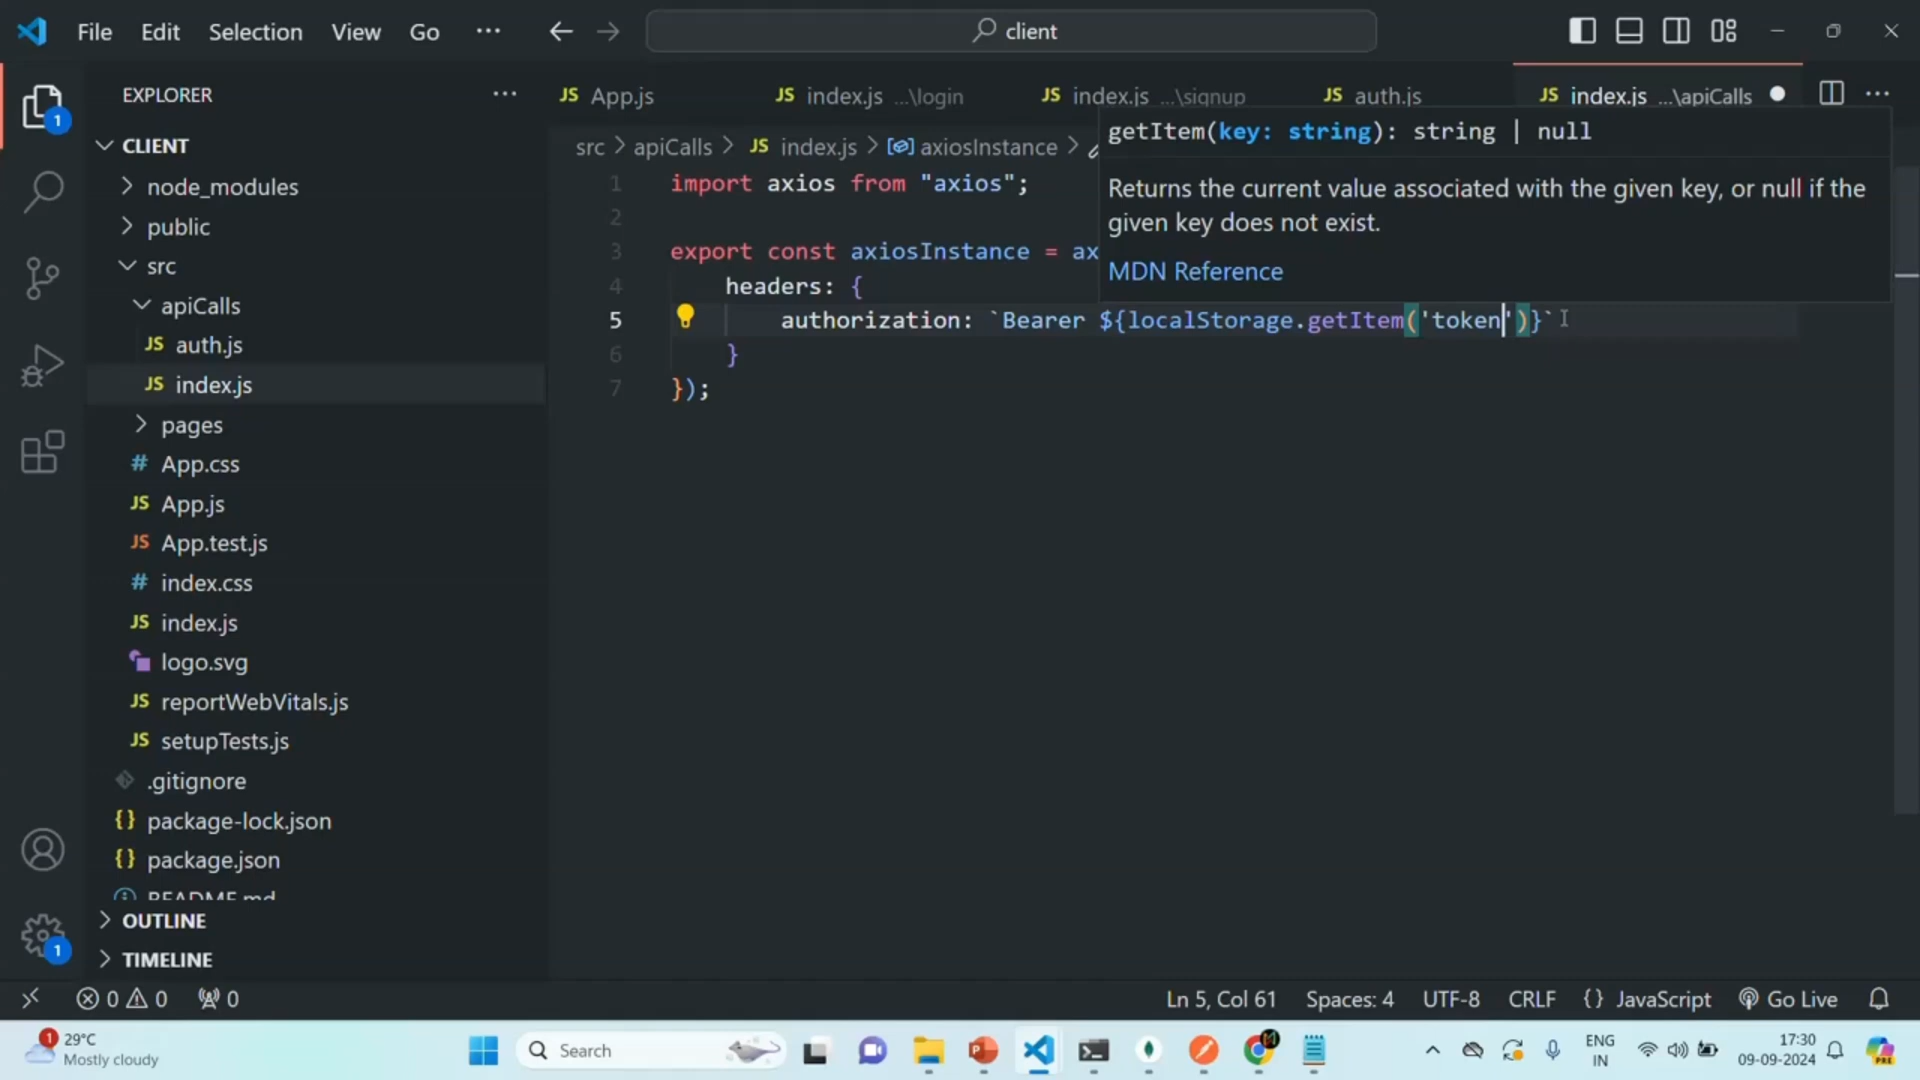 File Edit Selection View Go ··· client
EXPLORER ···
CLIENT
node_modules
public
src
apiCalls
JS auth.js
JS index.js
pages
# App.css
JS App.js
JS App.test.js
# index.css
JS index.js
logo.svg
JS reportWebVitals.js
JS setupTests.js
.gitignore
{} package-lock.json
{} package.json
README.md
OUTLINE
TIMELINE
1
1
JS App.js JS index.js ...\login JS index.js ...\signup JS auth.js JS index.js ...\apiCalls ···
src > apiCalls > JS index.js > axiosInstance >
getItem(key: string): string | null
Returns the current value associated with the given key, or null if the
given key does not exist.
MDN Reference
1 import axios from "axios";
2
3 export const axiosInstance = ax
4 headers: {
5 authorization: `Bearer ${localStorage.getItem('token')}`
6 }
7 });
0 0 0 Ln 5, Col 61 Spaces: 4 UTF-8 CRLF {} JavaScript Go Live
1 29°C
Mostly cloudy
Search
ENG
IN
17:30
09-09-2024
PRE